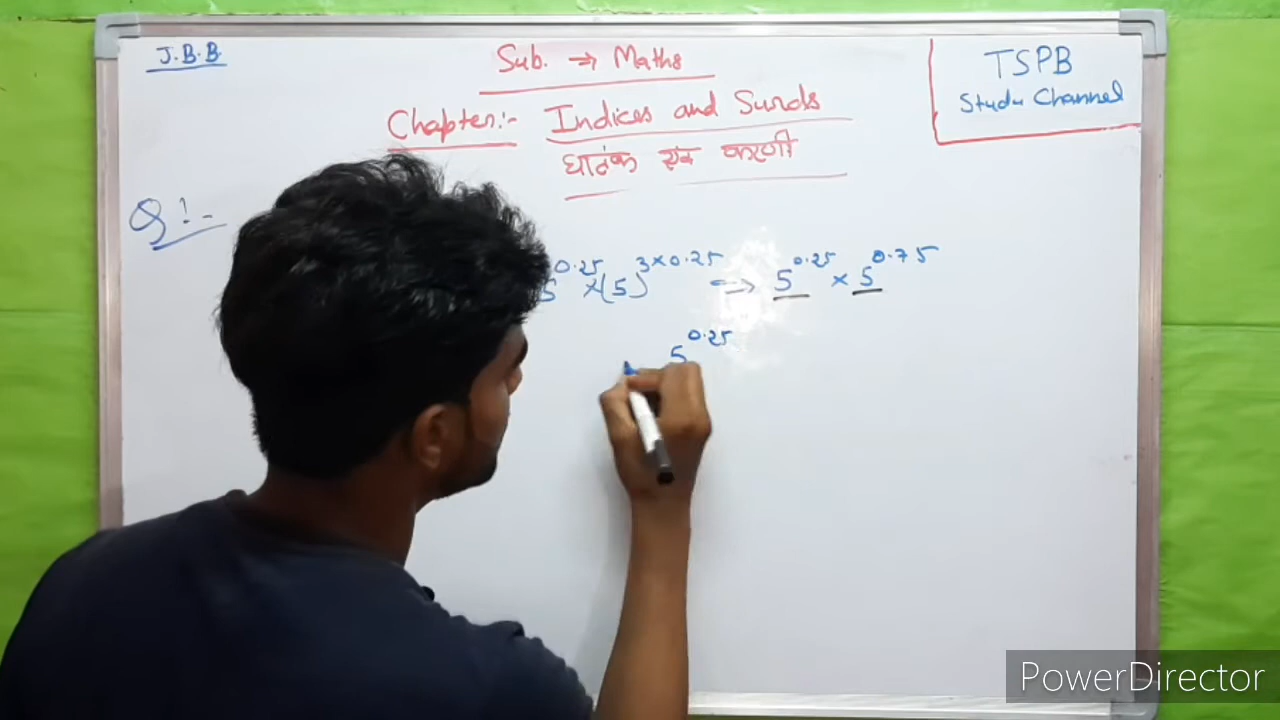 J.B.B.
Sub. → Maths
TSPB
Study Channel
Chapter:- Indices and Surds
घातंक एंव करणी
Q !-
5^0.25 ×(5)^3×0.25 => 5^0.25 × 5^0.75
5^0.25
PowerDirector